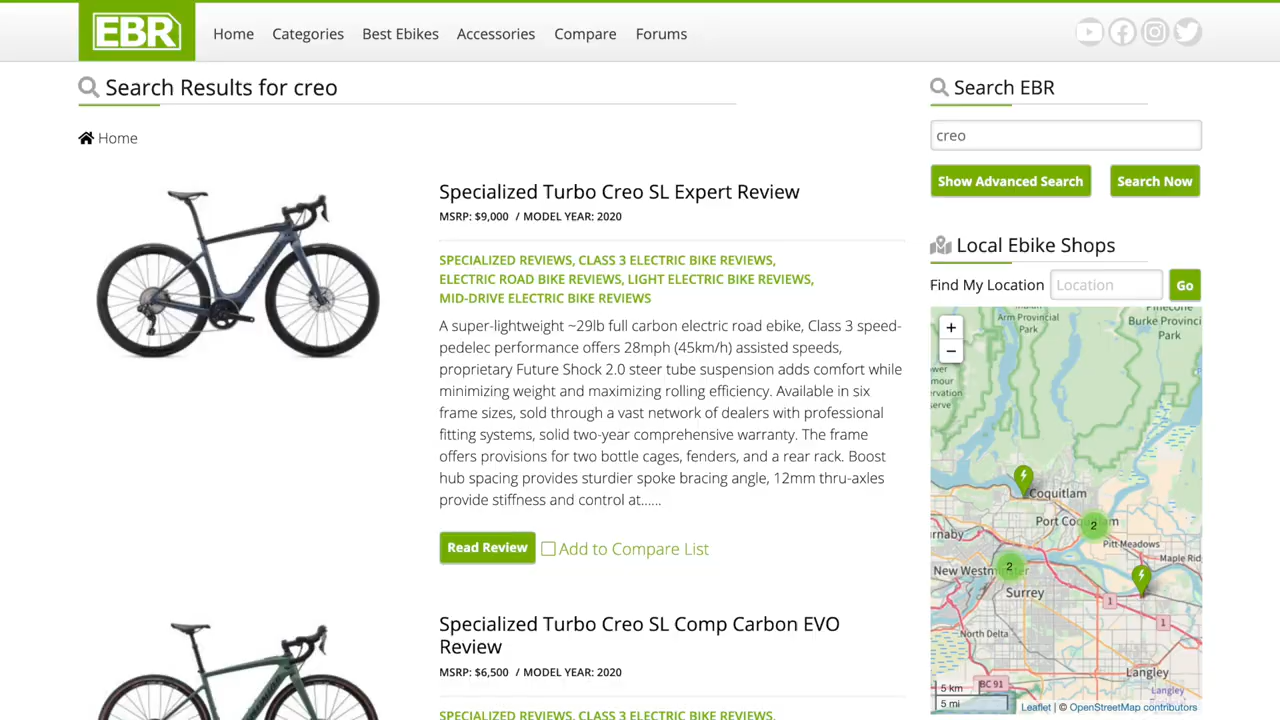 EBR
Home
Categories
Best Ebikes
Accessories
Compare
Forums
Search Results for creo
Home
Specialized Turbo Creo SL Expert Review
MSRP: $9,000 / MODEL YEAR: 2020
SPECIALIZED REVIEWS, CLASS 3 ELECTRIC BIKE REVIEWS,
ELECTRIC ROAD BIKE REVIEWS, LIGHT ELECTRIC BIKE REVIEWS,
MID-DRIVE ELECTRIC BIKE REVIEWS
A super-lightweight ~29lb full carbon electric road ebike, Class 3 speed-
pedelec performance offers 28mph (45km/h) assisted speeds,
proprietary Future Shock 2.0 steer tube suspension adds comfort while
minimizing weight and maximizing rolling efficiency. Available in six
frame sizes, sold through a vast network of dealers with professional
fitting systems, solid two-year comprehensive warranty. The frame
offers provisions for two bottle cages, fenders, and a rear rack. Boost
hub spacing provides sturdier spoke bracing angle, 12mm thru-axles
provide stiffness and control at......
Read Review
Add to Compare List
Specialized Turbo Creo SL Comp Carbon EVO
Review
MSRP: $6,500 / MODEL YEAR: 2020
SPECIALIZED REVIEWS, CLASS 3 ELECTRIC BIKE REVIEWS,
Search EBR
creo
Show Advanced Search
Search Now
Local Ebike Shops
Find My Location
Location
Go
+
−
Arm Provincial
Park
Pinecone
Burke Provinci
Park
Coquitlam
Port Coquitlam
2
Pitt Meadows
Maple Rid
New Westminster
2
Surrey
1
1
North Delta
Langley
Langley
BC 91
5 km
5 mi
Leaflet | © OpenStreetMap contributors